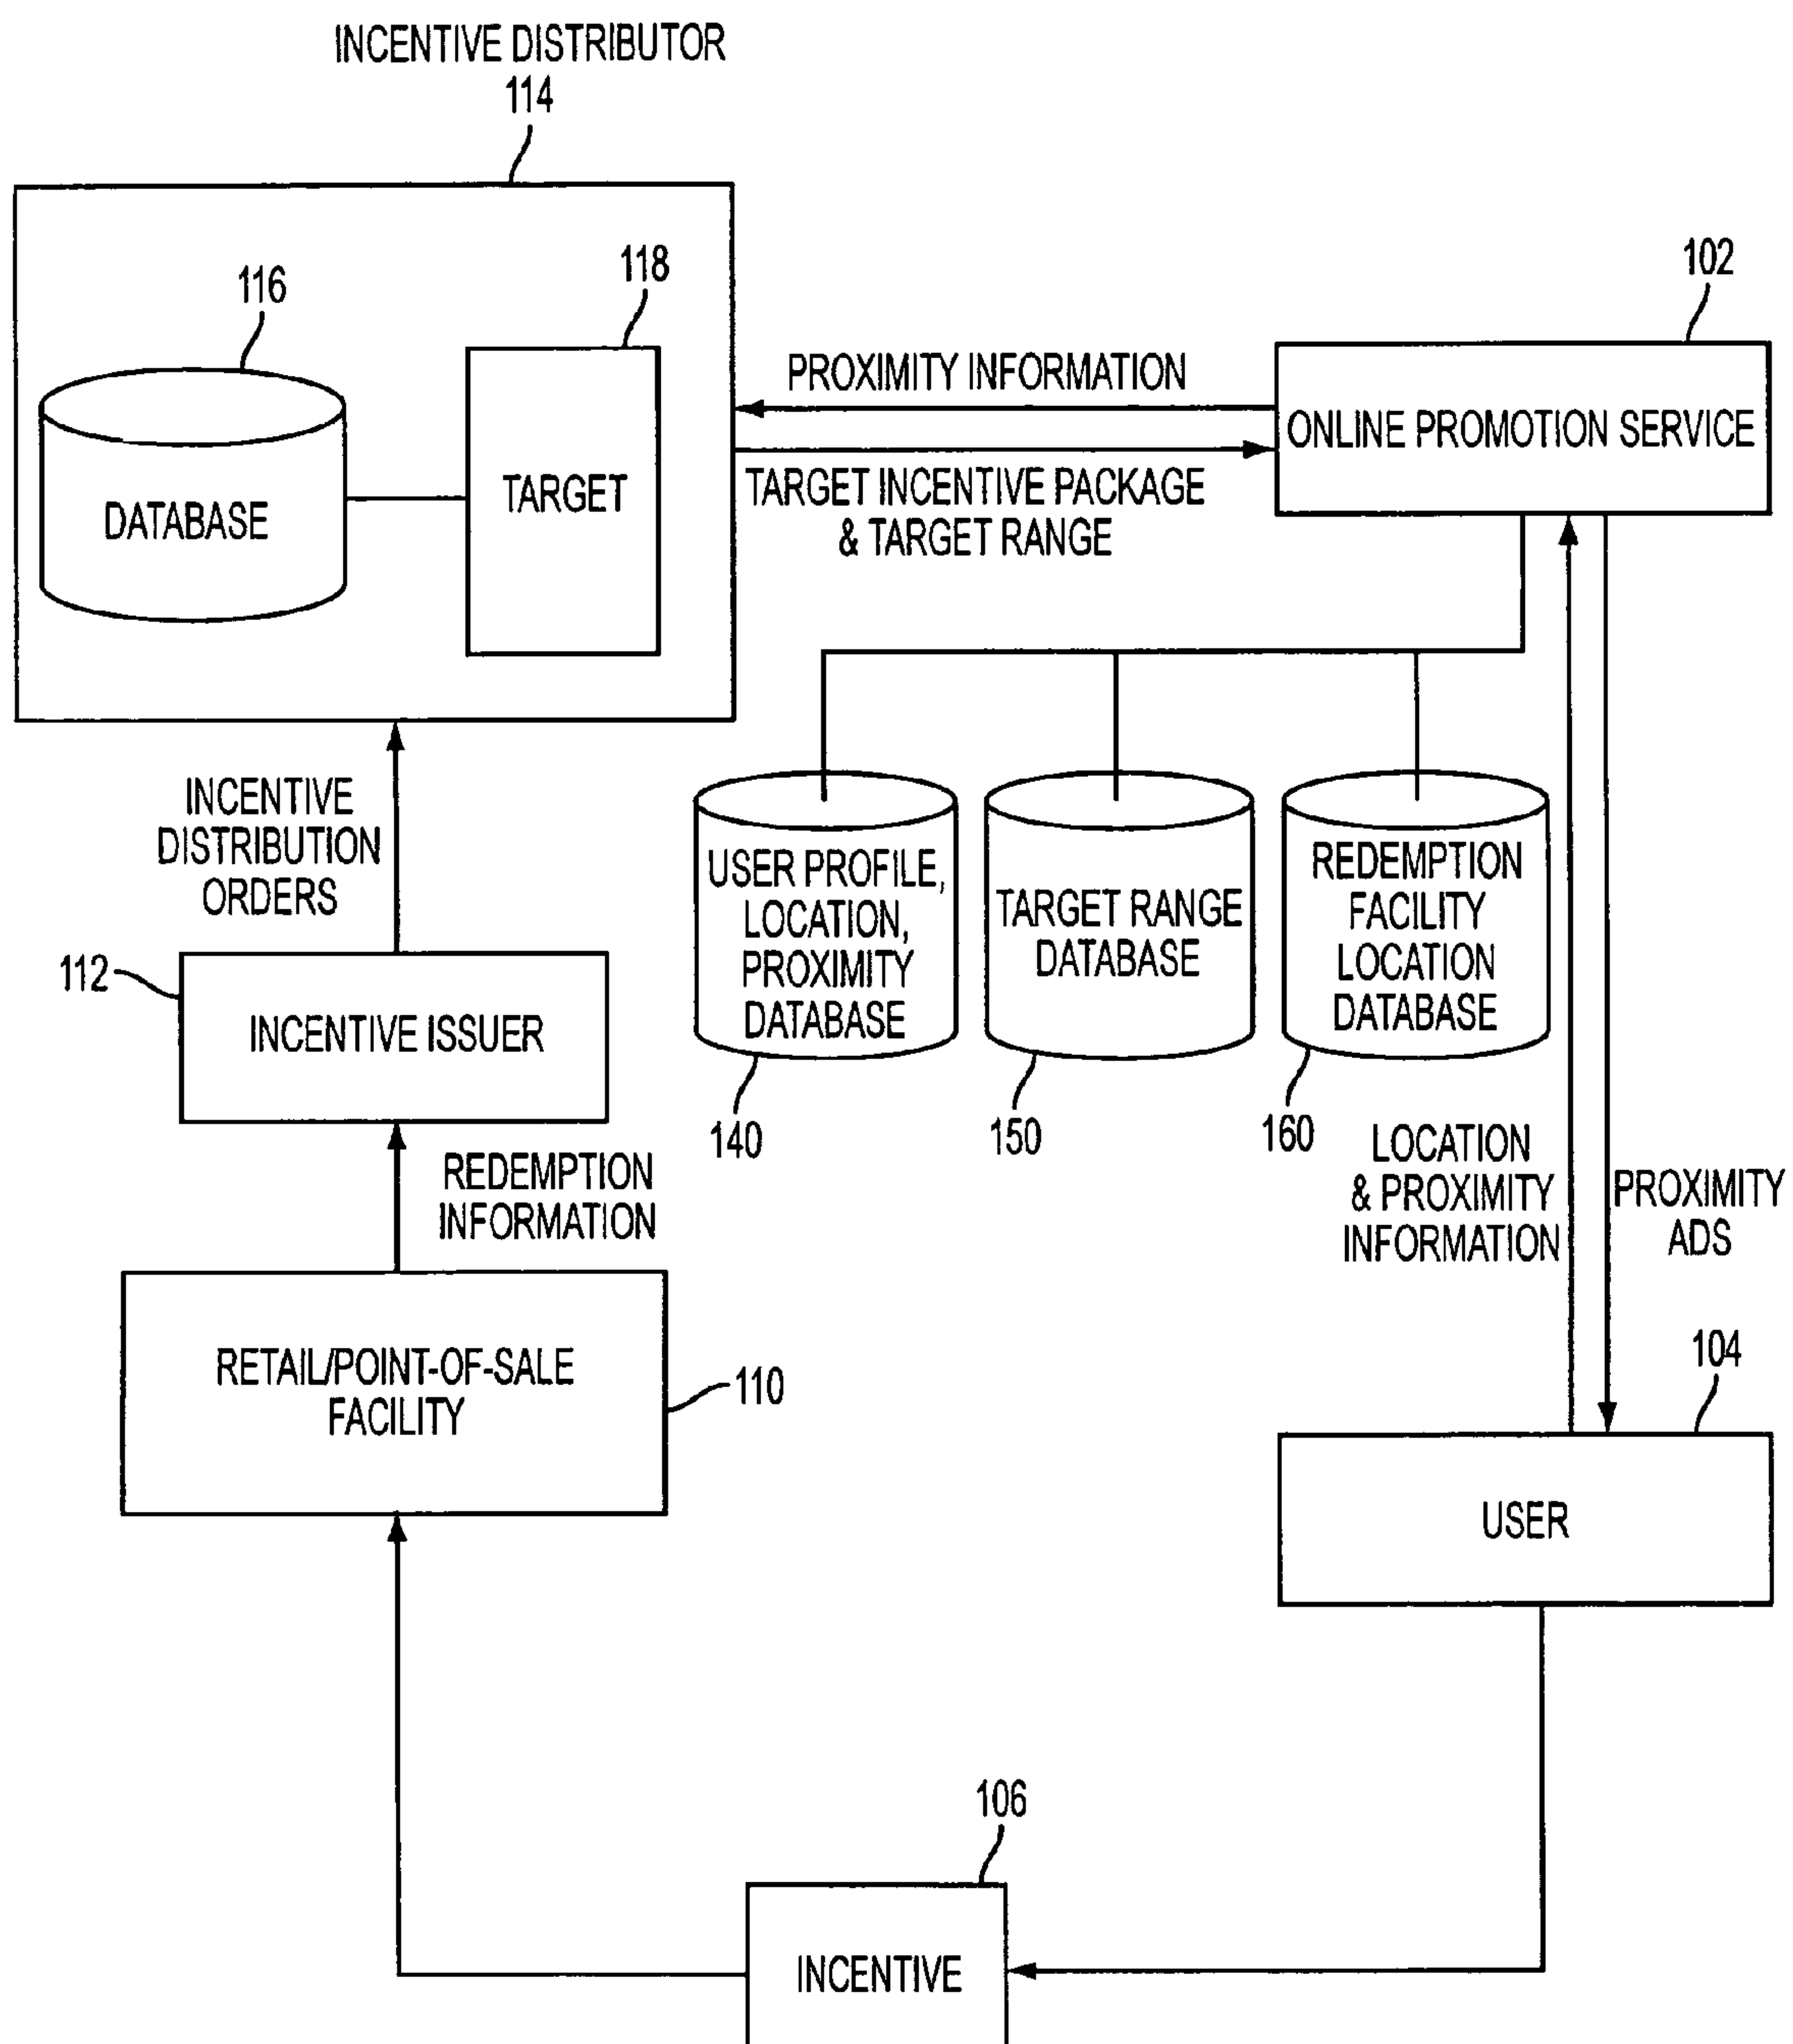 INCENTIVE DISTRIBUTOR
114
116
118
102
DATABASE
TARGET
PROXIMITY INFORMATION
TARGET INCENTIVE PACKAGE
& TARGET RANGE
ONLINE PROMOTION SERVICE
INCENTIVE
DISTRIBUTION
ORDERS
USER PROFILE,
LOCATION,
PROXIMITY
DATABASE
TARGET RANGE
DATABASE
REDEMPTION
FACILITY
LOCATION
DATABASE
112
INCENTIVE ISSUER
140
150
160
LOCATION
& PROXIMITY
INFORMATION
PROXIMITY
ADS
REDEMPTION
INFORMATION
RETAIL/POINT-OF-SALE
FACILITY
110
104
USER
106
INCENTIVE